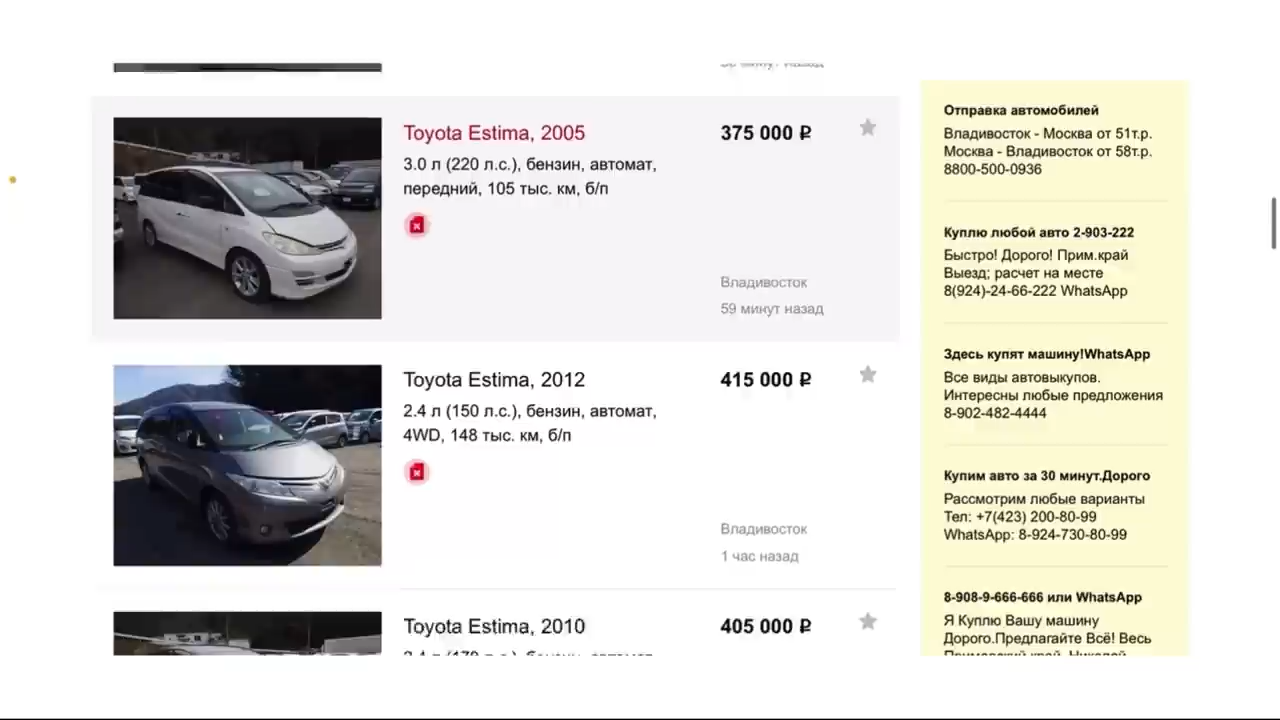 Toyota Estima, 2005
375 000 ₽
3.0 л (220 л.с.), бензин, автомат,
передний, 105 тыс. км, б/п
Владивосток
59 минут назад
Toyota Estima, 2012
415 000 ₽
2.4 л (150 л.с.), бензин, автомат,
4WD, 148 тыс. км, б/п
Владивосток
1 час назад
Toyota Estima, 2010
405 000 ₽
Отправка автомобилей
Владивосток - Москва от 51т.р.
Москва - Владивосток от 58т.р.
8800-500-0936
Куплю любой авто 2-903-222
Быстро! Дорого! Прим.край
Выезд; расчет на месте
8(924)-24-66-222 WhatsApp
Здесь купят машину!WhatsApp
Все виды автовыкупов.
Интересны любые предложения
8-902-482-4444
Купим авто за 30 минут.Дорого
Рассмотрим любые варианты
Тел: +7(423) 200-80-99
WhatsApp: 8-924-730-80-99
8-908-9-666-666 или WhatsApp
Я Куплю Вашу машину
Дорого.Предлагайте Всё! Весь